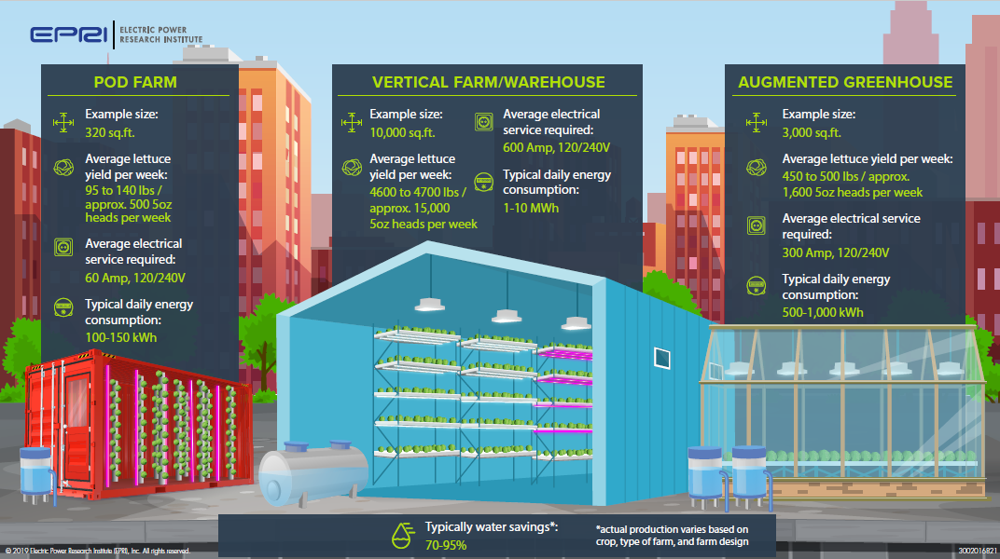 EPRI
ELECTRIC POWER
RESEARCH INSTITUTE
POD FARM
Example size:
320 sq.ft.
Average lettuce
yield per week:
95 to 140 lbs /
approx. 500 5oz
heads per week
Average electrical
service required:
60 Amp, 120/240V
Typical daily energy
consumption:
100-150 kWh
VERTICAL FARM/WAREHOUSE
Example size:
10,000 sq.ft.
Average lettuce
yield per week:
4600 to 4700 lbs /
approx. 15,000
5oz heads per week
Average electrical
service required:
600 Amp, 120/240V
Typical daily energy
consumption:
1-10 MWh
AUGMENTED GREENHOUSE
Example size:
3,000 sq.ft.
Average lettuce yield per week:
450 to 500 lbs / approx.
1,600 5oz heads per week
Average electrical service
required:
300 Amp, 120/240V
Typical daily energy
consumption:
500-1,000 kWh
Typically water savings*:
70-95%
*actual production varies based on
crop, type of farm, and farm design
© 2019 Electric Power Research Institute (EPRI), Inc. All rights reserved.
3002016821